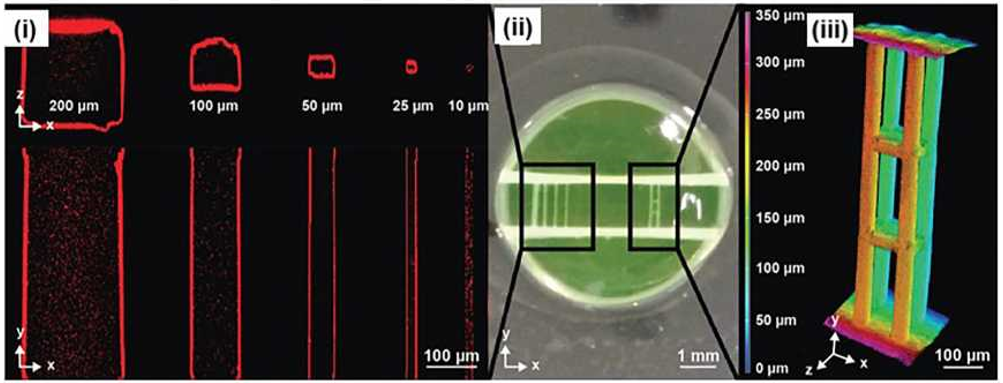 (i)
200 µm
100 µm
50 µm
25 µm
10 µm
z
x
y
x
100 µm
(ii)
y
x
1 mm
(iii)
350 µm
300 µm
250 µm
200 µm
150 µm
100 µm
50 µm
0 µm
y
z
x
100 µm